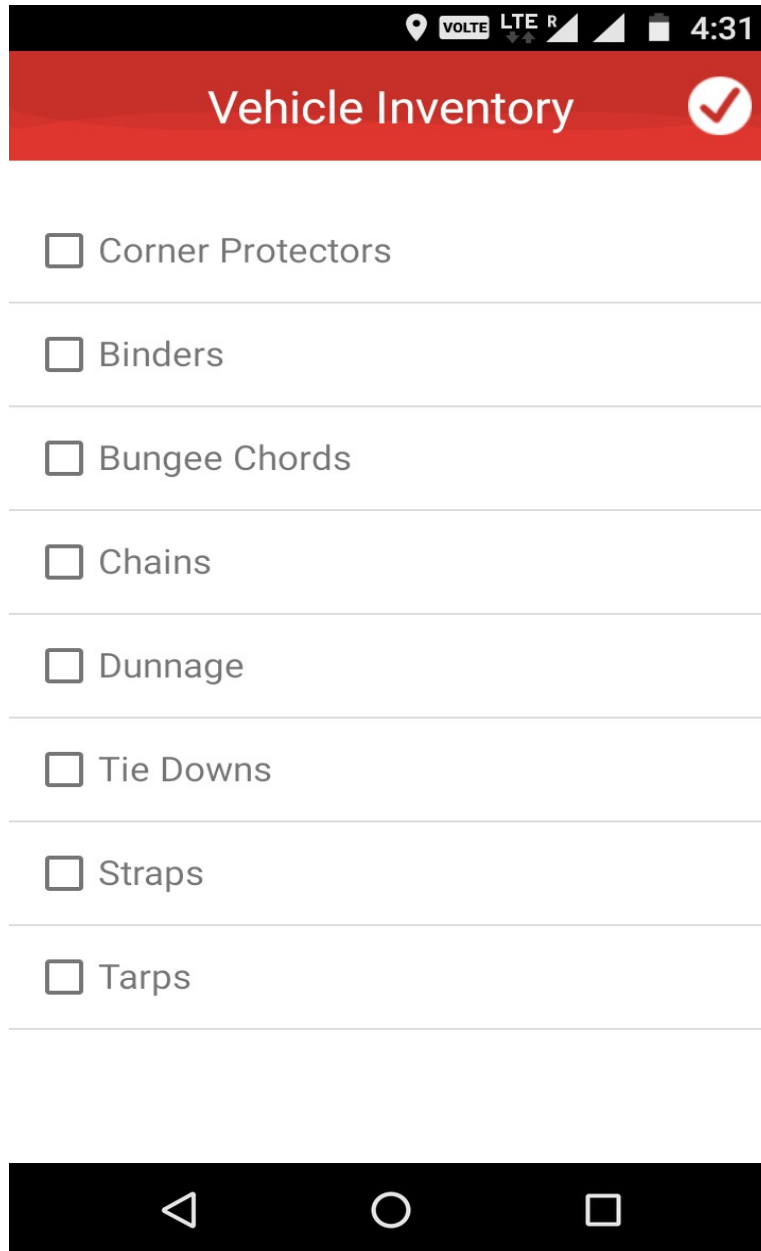 VOLTE LTE R 4:31
Vehicle Inventory
Corner Protectors
Binders
Bungee Chords
Chains
Dunnage
Tie Downs
Straps
Tarps